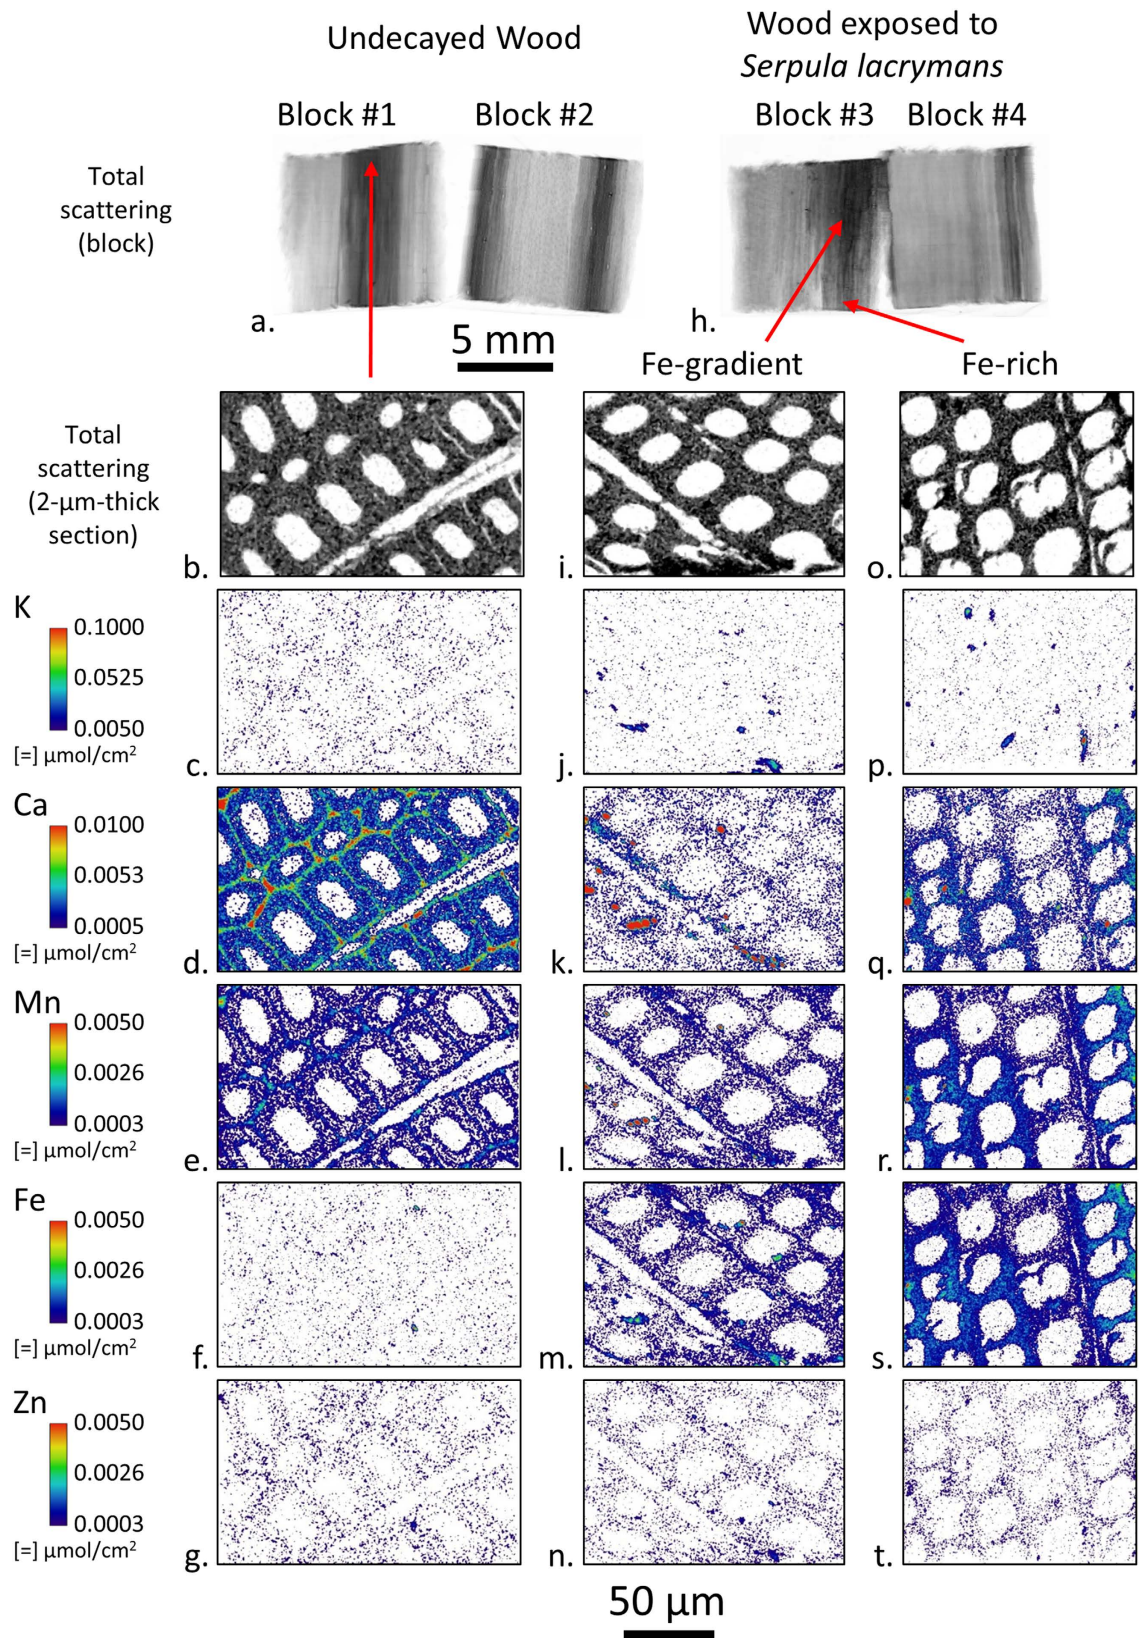 Undecayed Wood
Wood exposed to
Serpula lacrymans
Block #1
Block #2
Block #3
Block #4
Total
scattering
(block)
a.
5 mm
h.
Fe-gradient
Fe-rich
Total
scattering
(2-µm-thick
section)
b.
i.
o.
K
0.1000
0.0525
0.0050
[=] µmol/cm²
c.
j.
p.
Ca
0.0100
0.0053
0.0005
[=] µmol/cm²
d.
k.
q.
Mn
0.0050
0.0026
0.0003
[=] µmol/cm²
e.
l.
r.
Fe
0.0050
0.0026
0.0003
[=] µmol/cm²
f.
m.
s.
Zn
0.0050
0.0026
0.0003
[=] µmol/cm²
g.
n.
t.
50 µm